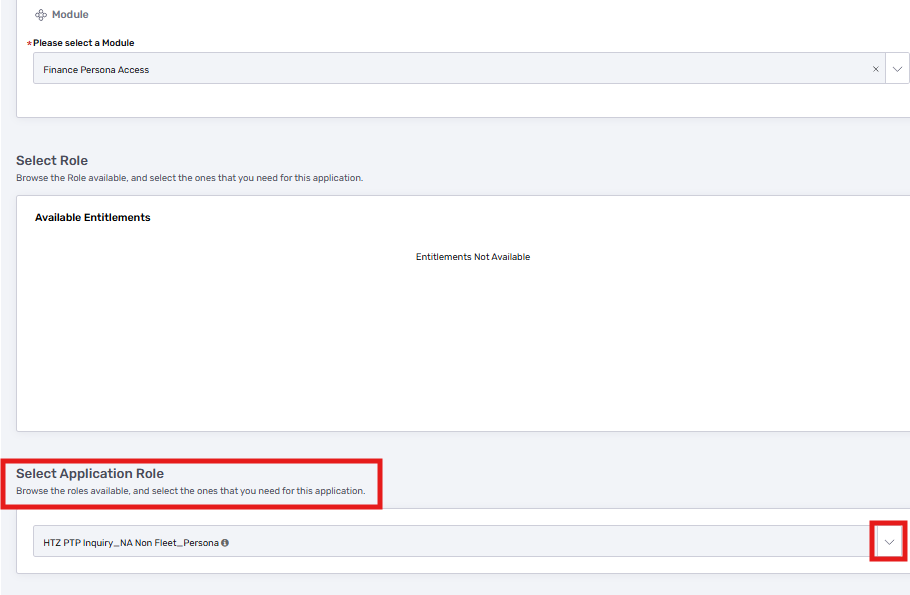 Module
*Please select a Module
Finance Persona Access
Select Role
Browse the Role available, and select the ones that you need for this application.
Available Entitlements
Entitlements Not Available
Select Application Role
Browse the roles available, and select the ones that you need for this application.
HTZ PTP Inquiry_NA Non Fleet_Persona